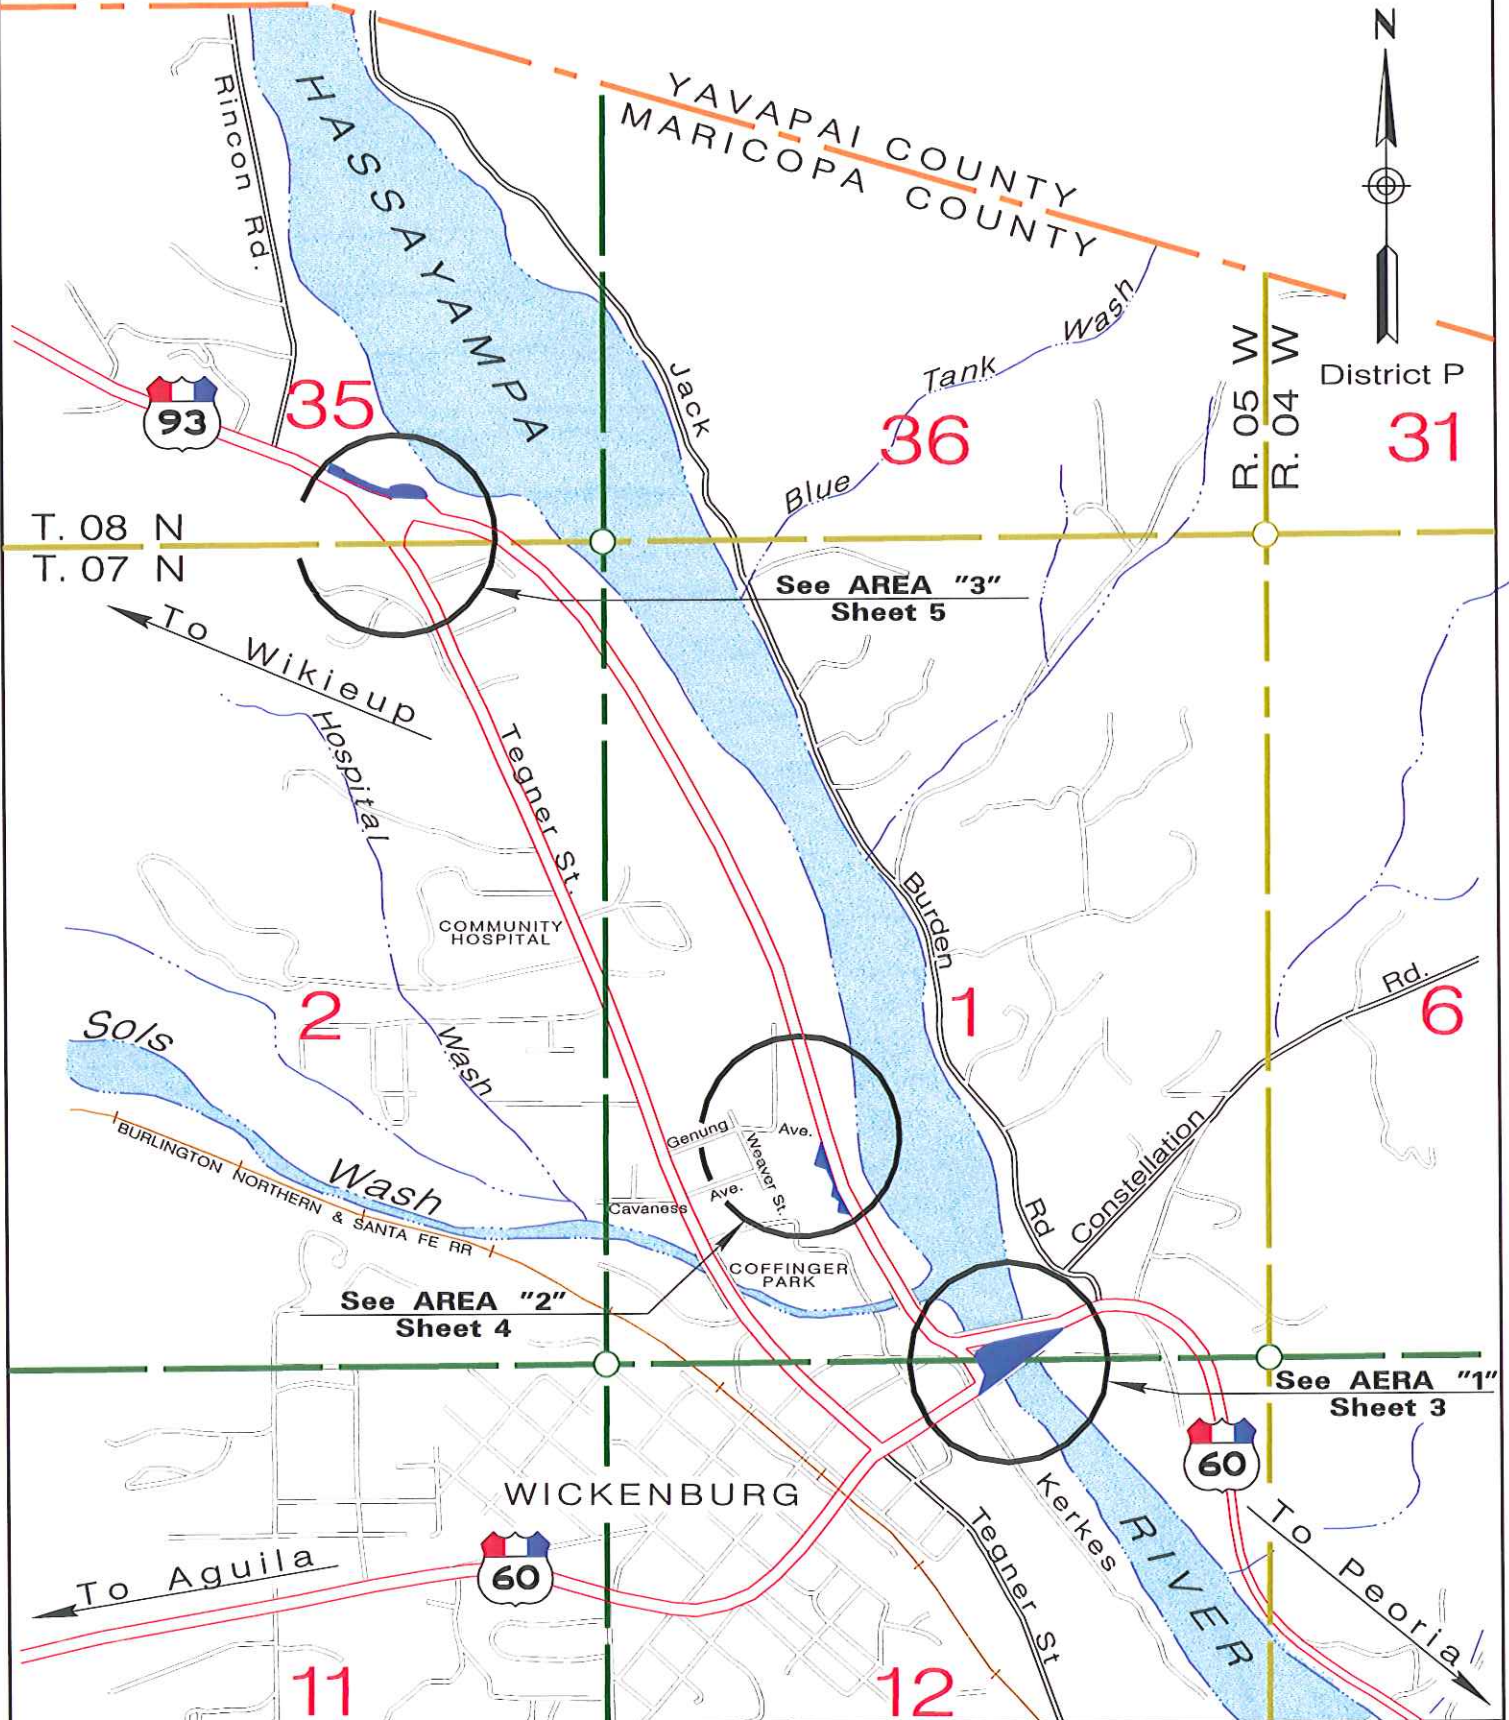 N
YAVAPAI COUNTY
MARICOPA COUNTY
HASSAYAMPA
Rincon Rd.
Jack
Blue Tank Wash
R. 05 W
R. 04 W
District P
93
35
36
31
T. 08 N
T. 07 N
See AREA "3"
Sheet 5
To Wikieup
Hospital
Tegner St.
COMMUNITY
HOSPITAL
Burden
2
1
Rd.
6
Sols
Wash
Genung
Ave.
Weaver St.
Constellation
BURLINGTON NORTHERN & SANTA FE RR
Wash
Ave.
Cavaness
Rd
COFFINGER
PARK
See AREA "2"
Sheet 4
See AERA "1"
Sheet 3
60
WICKENBURG
Kerkes
RIVER
To Peoria
Tegner St
To Aguila
60
11
12